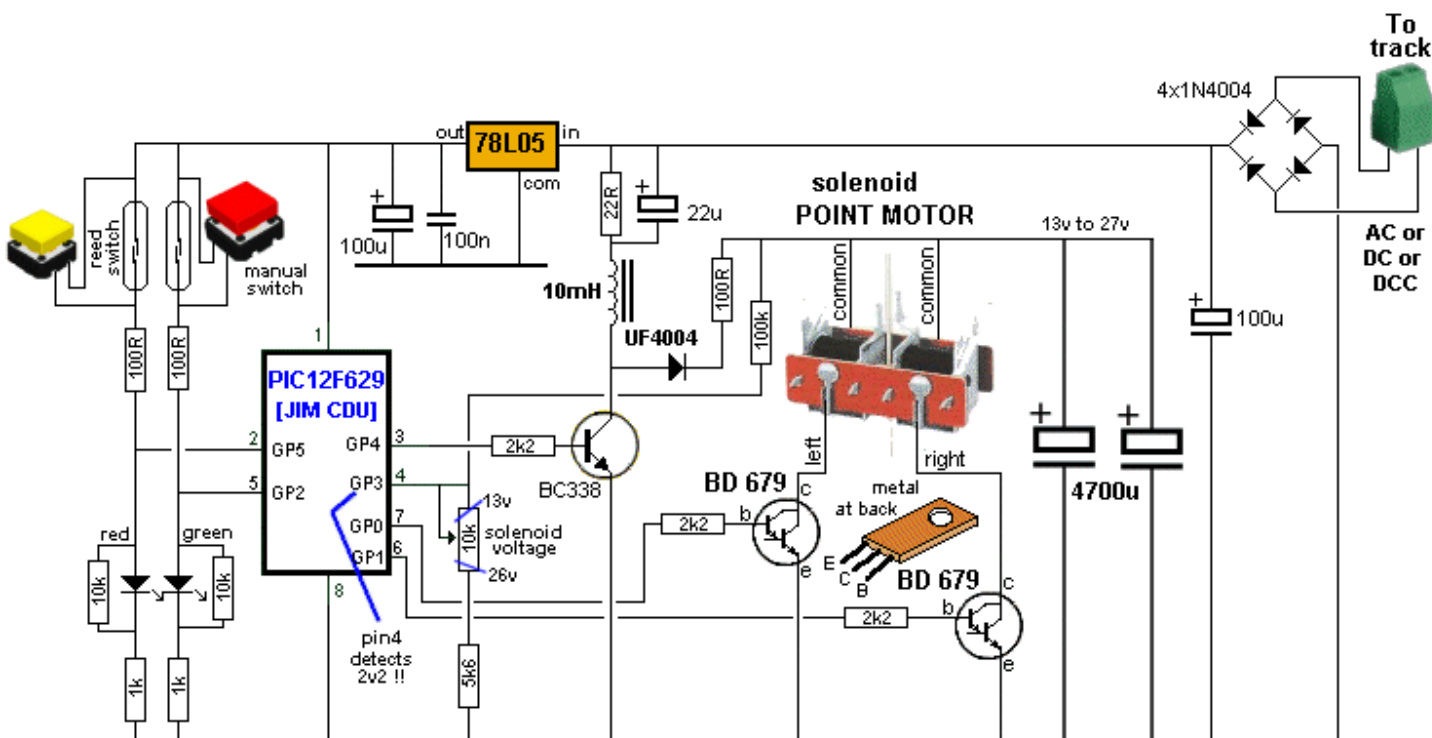 To
track
4x1N4004
out
78L05
in
com
22R
22u
solenoid
POINT MOTOR
13v to 27v
AC or
DC or
DCC
reed
switch
manual
switch
100u
100n
10mH
100R
100k
common
common
100u
UF4004
100R
100R
1
PIC12F629
[JIM CDU]
2
GP5
GP4
3
2k2
5
GP2
GP3
4
BC338
left
right
4700u
BD 679
metal
at back
c
b
e
E
C
B
BD 679
c
b
e
13v
10k
solenoid
voltage
26v
7
GP0
2k2
6
GP1
2k2
8
red
green
10k
10k
pin4
detects
2v2 !!
5k6
1k
1k